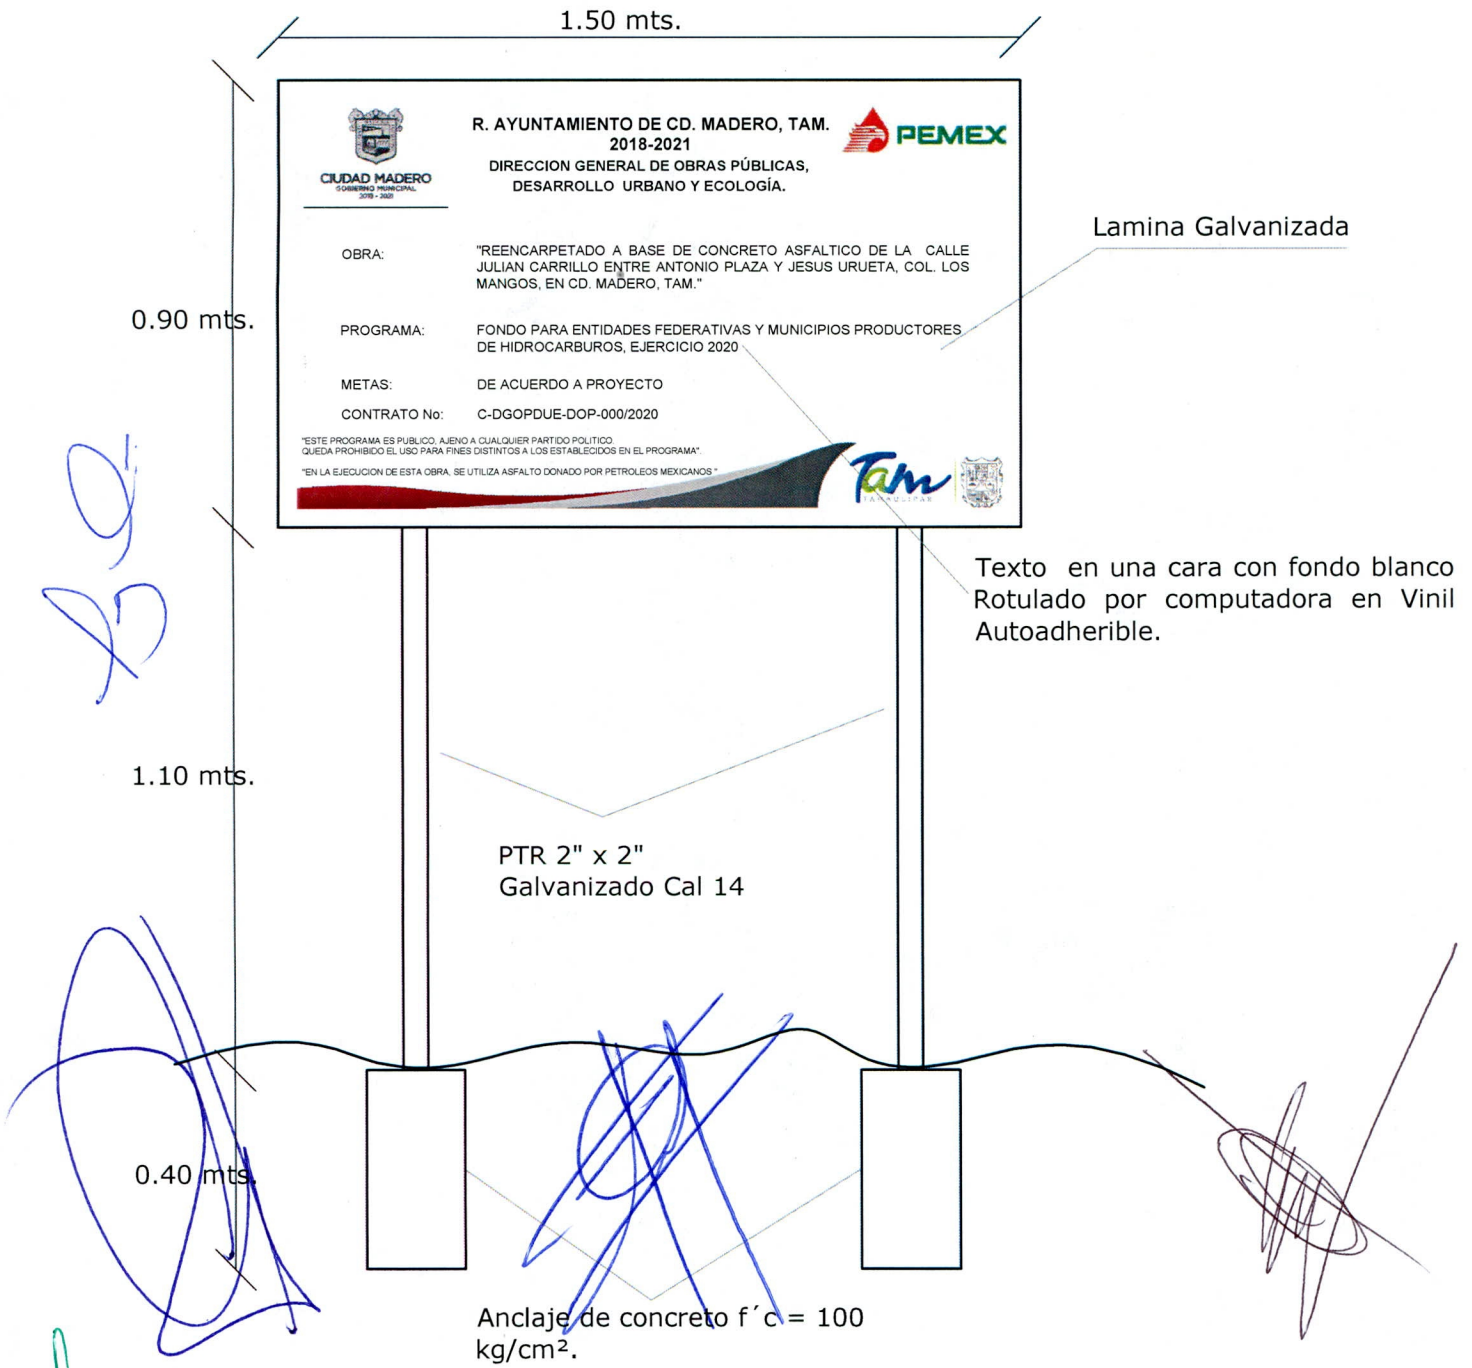 1.50 mts.
R. AYUNTAMIENTO DE CD. MADERO, TAM.
2018-2021
DIRECCION GENERAL DE OBRAS PÚBLICAS,
DESARROLLO URBANO Y ECOLOGÍA.
CIUDAD MADERO
GOBIERNO MUNICIPAL
2018 - 2021
PEMEX
Lamina Galvanizada
OBRA: "REENCARPETADO A BASE DE CONCRETO ASFALTICO DE LA CALLE
JULIAN CARRILLO ENTRE ANTONIO PLAZA Y JESUS URUETA, COL. LOS
MANGOS, EN CD. MADERO, TAM."
0.90 mts.
PROGRAMA: FONDO PARA ENTIDADES FEDERATIVAS Y MUNICIPIOS PRODUCTORES
DE HIDROCARBUROS, EJERCICIO 2020
METAS: DE ACUERDO A PROYECTO
CONTRATO No: C-DGOPDUE-DOP-000/2020
"ESTE PROGRAMA ES PUBLICO, AJENO A CUALQUIER PARTIDO POLITICO.
QUEDA PROHIBIDO EL USO PARA FINES DISTINTOS A LOS ESTABLECIDOS EN EL PROGRAMA".
"EN LA EJECUCION DE ESTA OBRA, SE UTILIZA ASFALTO DONADO POR PETROLEOS MEXICANOS "
Tam
TAMAULIPAS
Texto en una cara con fondo blanco
Rotulado por computadora en Vinil
Autoadherible.
1.10 mts.
PTR 2" x 2"
Galvanizado Cal 14
0.40 mts.
Anclaje de concreto f´c = 100
kg/cm².